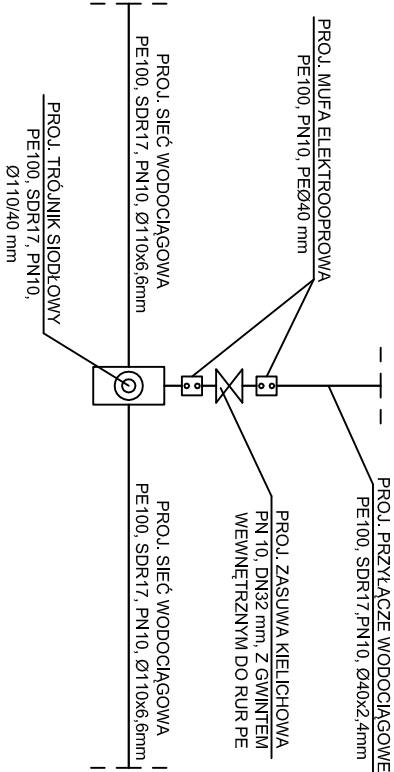 PROJ. PRZYŁĄCZE WODOCIĄGOWE
PE100, SDR17,PN10, Ø40x2,4mm
PROJ. MUFA ELEKTROOPROWA
PE100, PN10, PEØ40 mm
PROJ. ZASUWA KIELICHOWA
PN 10, DN32 mm, Z GWINTEM
WEWNĘTRZNYM DO RUR PE
PROJ. SIEĆ WODOCIĄGOWA
PE100, SDR17, PN10, Ø110x6,6mm
PROJ. SIEĆ WODOCIĄGOWA
PE100, SDR17, PN10, Ø110x6,6mm
PROJ. TRÓJNIK SIODŁOWY
PE100, SDR17, PN10,
Ø110/40 mm